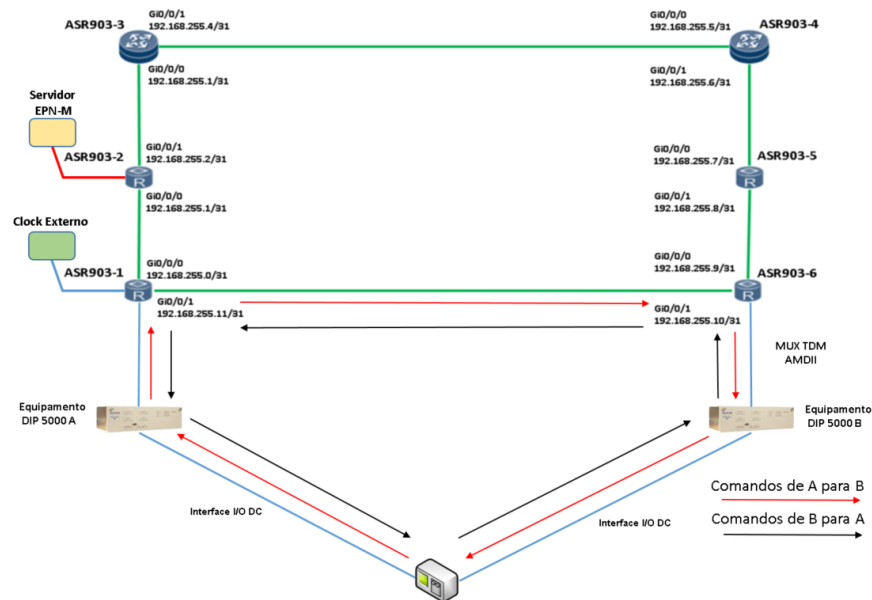 ASR903-3
Gi0/0/1
192.168.255.4/31
Gi0/0/0
192.168.255.5/31
ASR903-4
Gi0/0/0
192.168.255.1/31
Gi0/0/1
192.168.255.6/31
Servidor
EPN-M
ASR903-2
Gi0/0/1
192.168.255.2/31
R
Gi0/0/0
192.168.255.7/31
ASR903-5
R
Gi0/0/0
192.168.255.1/31
Gi0/0/1
192.168.255.8/31
Clock Externo
ASR903-1
Gi0/0/0
192.168.255.0/31
R
Gi0/0/0
192.168.255.9/31
ASR903-6
R
Gi0/0/1
192.168.255.11/31
Gi0/0/1
192.168.255.10/31
MUX TDM
AMDII
Equipamento
DIP 5000 A
Equipamento
DIP 5000 B
Interface I/O DC
Interface I/O DC
Comandos de A para B
Comandos de B para A